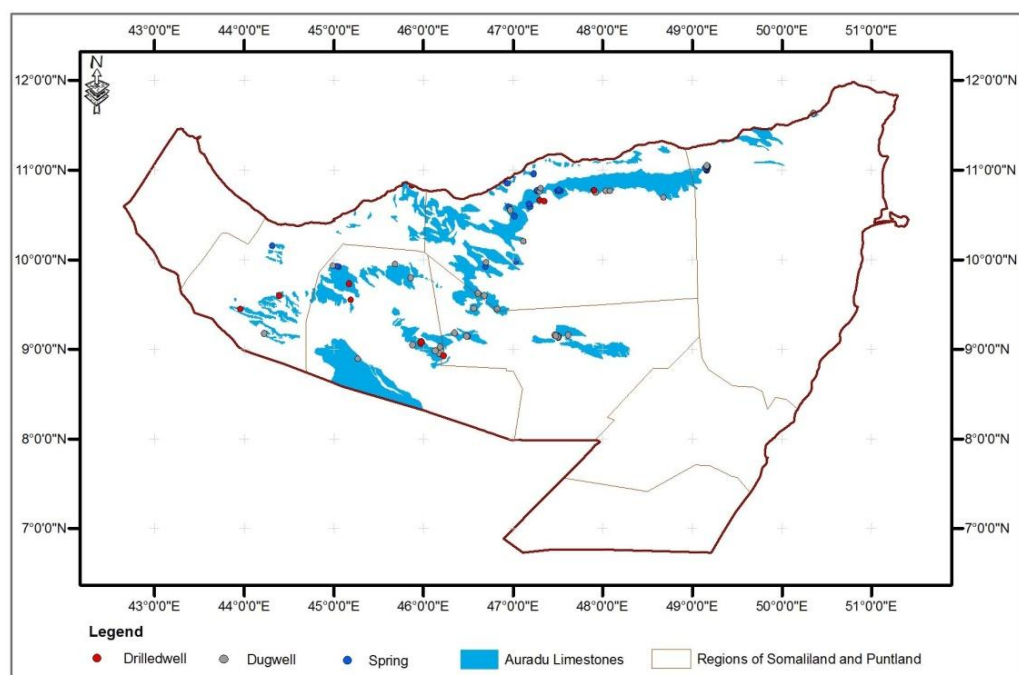 43°0'0"E 44°0'0"E 45°0'0"E 46°0'0"E 47°0'0"E 48°0'0"E 49°0'0"E 50°0'0"E 51°0'0"E
N
12°0'0"N 12°0'0"N
11°0'0"N 11°0'0"N
10°0'0"N 10°0'0"N
9°0'0"N 9°0'0"N
8°0'0"N 8°0'0"N
7°0'0"N 7°0'0"N
43°0'0"E 44°0'0"E 45°0'0"E 46°0'0"E 47°0'0"E 48°0'0"E 49°0'0"E 50°0'0"E 51°0'0"E
Legend
Drilledwell Dugwell Spring Auradu Limestones Regions of Somaliland and Puntland